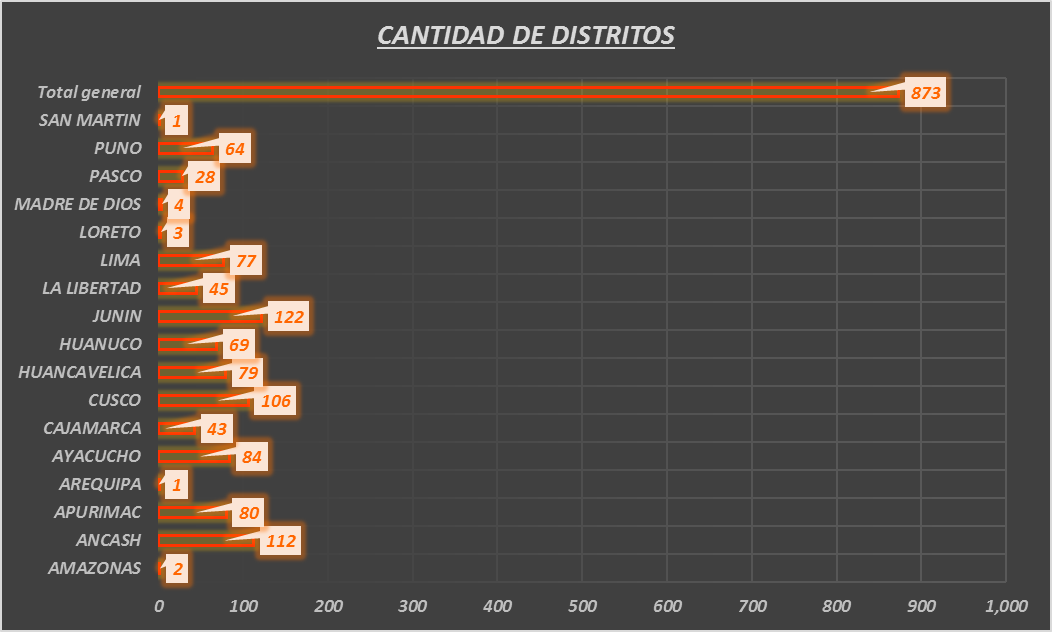 CANTIDAD DE DISTRITOS
Total general 873
SAN MARTIN 1
PUNO 64
PASCO 28
MADRE DE DIOS 4
LORETO 3
LIMA 77
LA LIBERTAD 45
JUNIN 122
HUANUCO 69
HUANCAVELICA 79
CUSCO 106
CAJAMARCA 43
AYACUCHO 84
AREQUIPA 1
APURIMAC 80
ANCASH 112
AMAZONAS 2
0 100 200 300 400 500 600 700 800 900 1,000